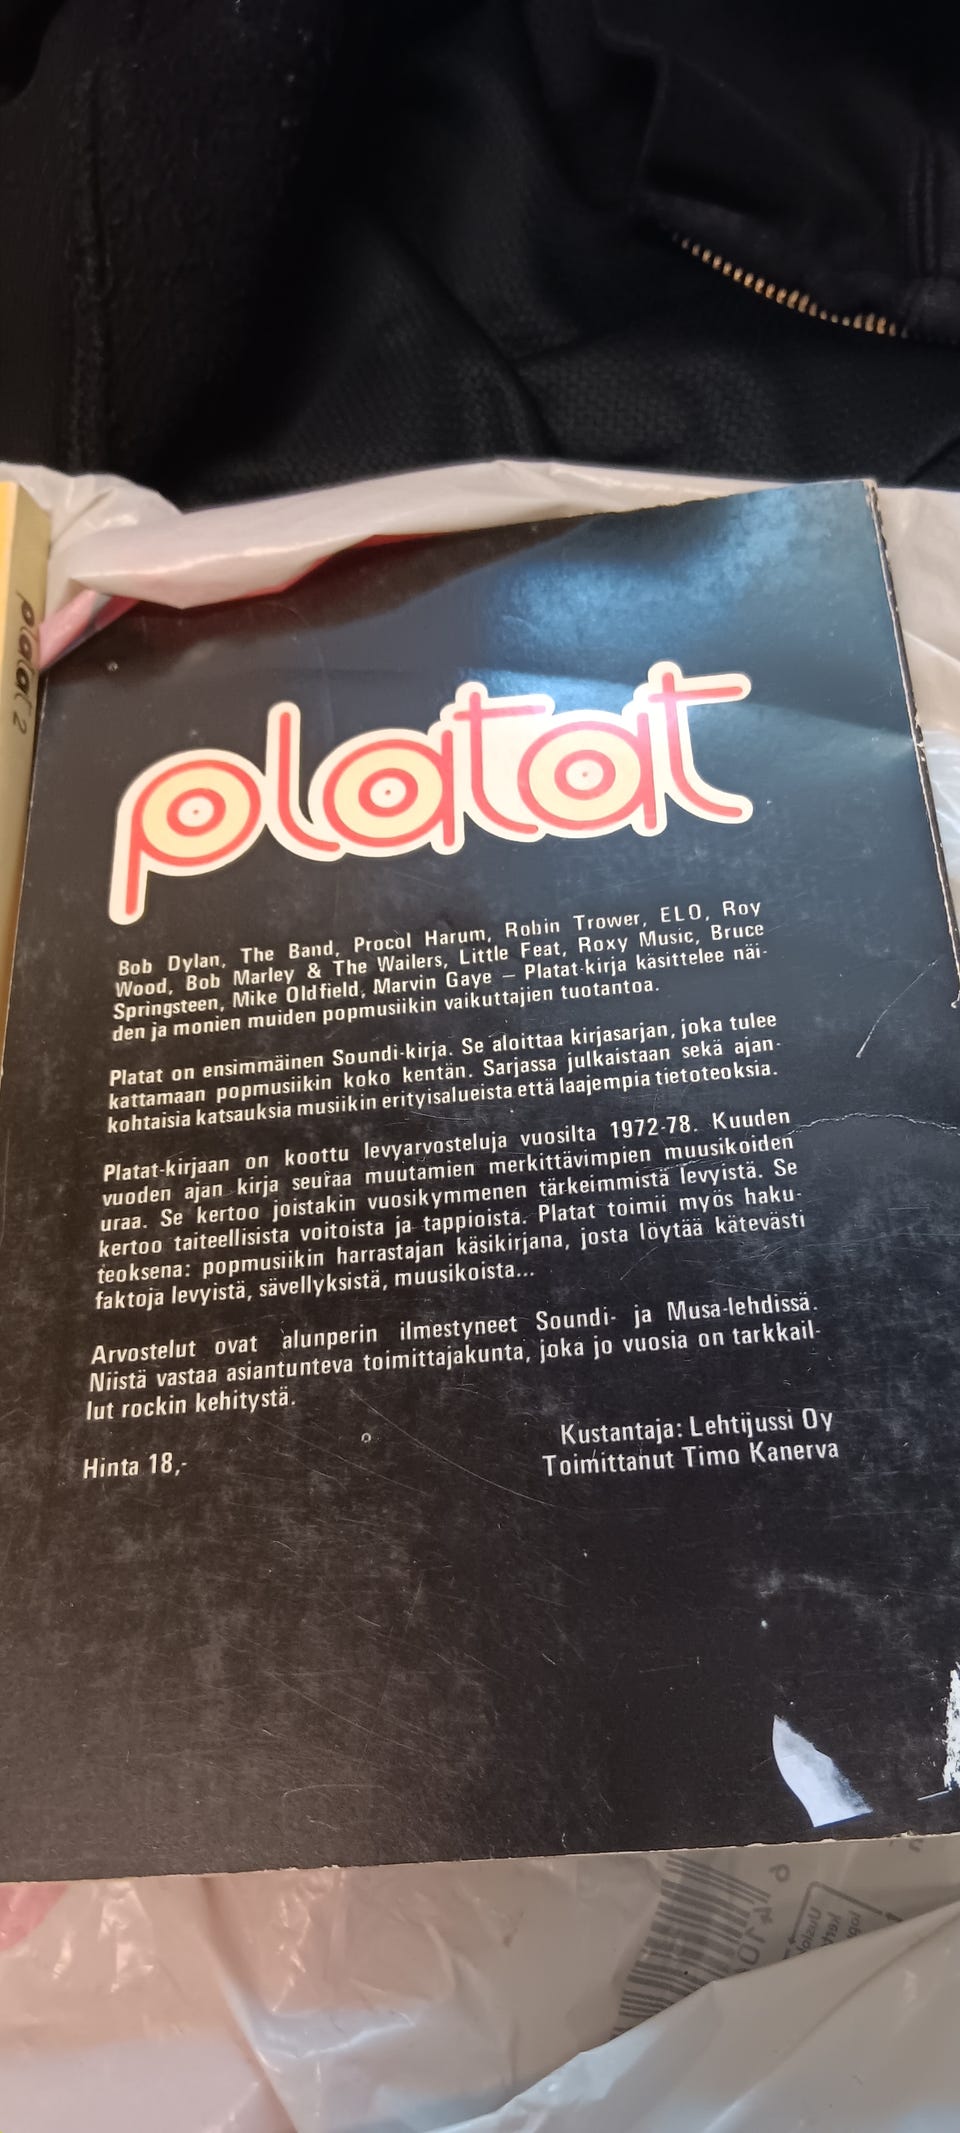 platat 2
platat
Bob Dylan, The Band, Procol Harum, Robin Trower, ELO, Roy
Wood, Bob Marley & The Wailers, Little Feat, Roxy Music, Bruce
Springsteen, Mike Oldfield, Marvin Gaye – Platat-kirja käsittelee näi-
den ja monien muiden popmusiikin vaikuttajien tuotantoa.
Platat on ensimmäinen Soundi-kirja. Se aloittaa kirjasarjan, joka tulee
kattamaan popmusiikin koko kentän. Sarjassa julkaistaan sekä ajan-
kohtaisia katsauksia musiikin erityisalueista että laajempia tietoteoksia.
Platat-kirjaan on koottu levyarvosteluja vuosilta 1972-78. Kuuden
vuoden ajan kirja seuraa muutamien merkittävimpien muusikoiden
uraa. Se kertoo joistakin vuosikymmenen tärkeimmistä levyistä. Se
kertoo taiteellisista voitoista ja tappioista. Platat toimii myös haku-
teoksena: popmusiikin harrastajan käsikirjana, josta löytää kätevästi
faktoja levyistä, sävellyksistä, muusikoista...
Arvostelut ovat alunperin ilmestyneet Soundi- ja Musa-lehdissä.
Niistä vastaa asiantunteva toimittajakunta, joka jo vuosia on tarkkail-
lut rockin kehitystä.
Kustantaja: Lehtijussi Oy
Hinta 18,-
Toimittanut Timo Kanerva